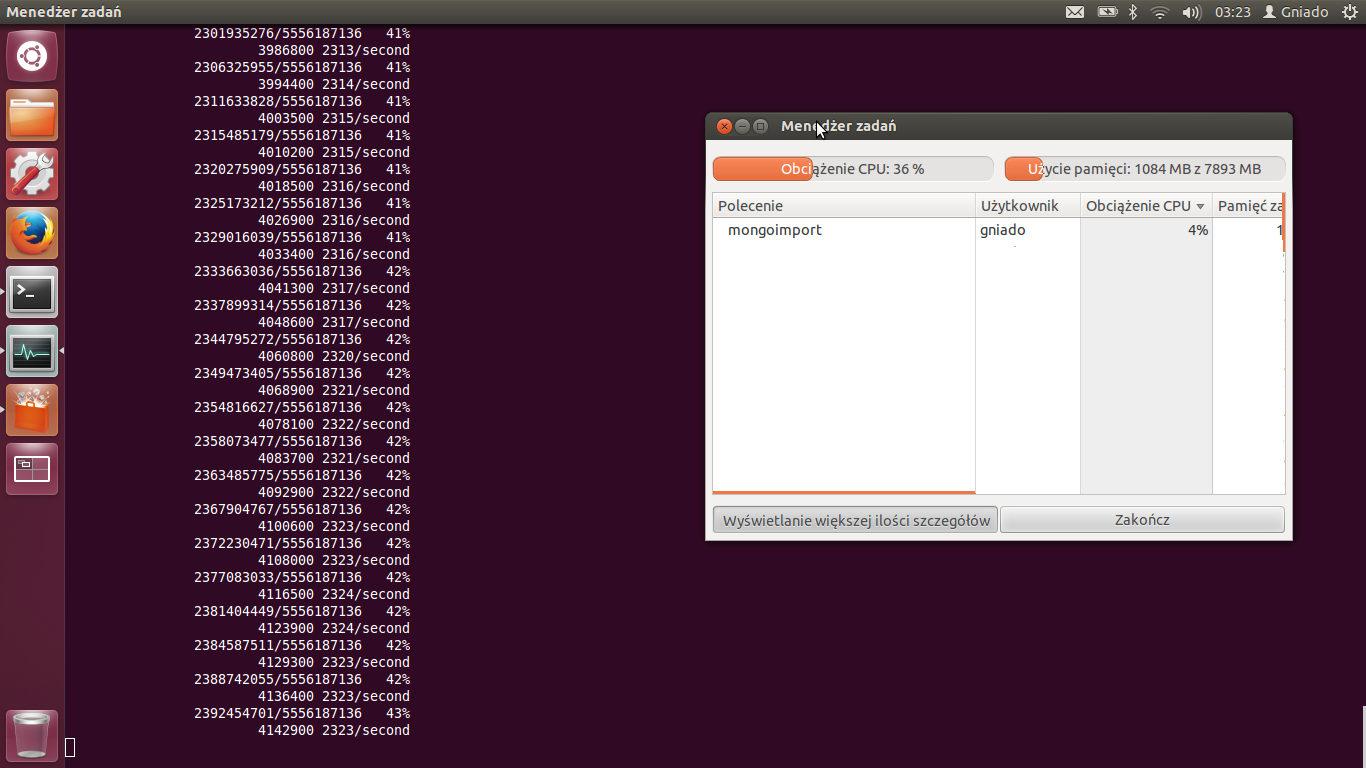 Menedżer zadań
03:23 Gniado
2301935276/5556187136 41%
3986800 2313/second
2306325955/5556187136 41%
3994400 2314/second
2311633828/5556187136 41%
4003500 2315/second
2315485179/5556187136 41%
4010200 2315/second
2320275909/5556187136 41%
4018500 2316/second
2325173212/5556187136 41%
4026900 2316/second
2329016039/5556187136 41%
4033400 2316/second
2333663036/5556187136 42%
4041300 2317/second
2337899314/5556187136 42%
4048600 2317/second
2344795272/5556187136 42%
4060800 2320/second
2349473405/5556187136 42%
4068900 2321/second
2354816627/5556187136 42%
4078100 2322/second
2358073477/5556187136 42%
4083700 2321/second
2363485775/5556187136 42%
4092900 2322/second
2367904767/5556187136 42%
4100600 2323/second
2372230471/5556187136 42%
4108000 2323/second
2377083033/5556187136 42%
4116500 2324/second
2381404449/5556187136 42%
4123900 2324/second
2384587511/5556187136 42%
4129300 2323/second
2388742055/5556187136 42%
4136400 2323/second
2392454701/5556187136 43%
4142900 2323/second
Menedżer zadań
Obciążenie CPU: 36 %
Użycie pamięci: 1084 MB z 7893 MB
Polecenie Użytkownik Obciążenie CPU Pamięć za
mongoimport gniado 4% 1
Wyświetlanie większej ilości szczegółów
Zakończ